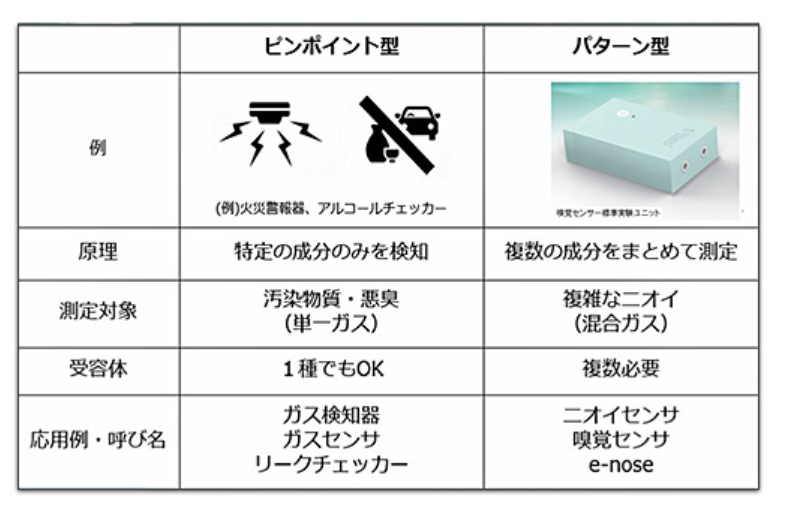 ピンポイント型 パターン型
例
(例)火災警報器、アルコールチェッカー
嗅覚センサー標準実験ユニット
原理 特定の成分のみを検知 複数の成分をまとめて測定
測定対象 汚染物質・悪臭 複雑なニオイ
(単一ガス) (混合ガス)
受容体 1種でもOK 複数必要
応用例・呼び名 ガス検知器 ニオイセンサ
ガスセンサ 嗅覚センサ
リークチェッカー e-nose